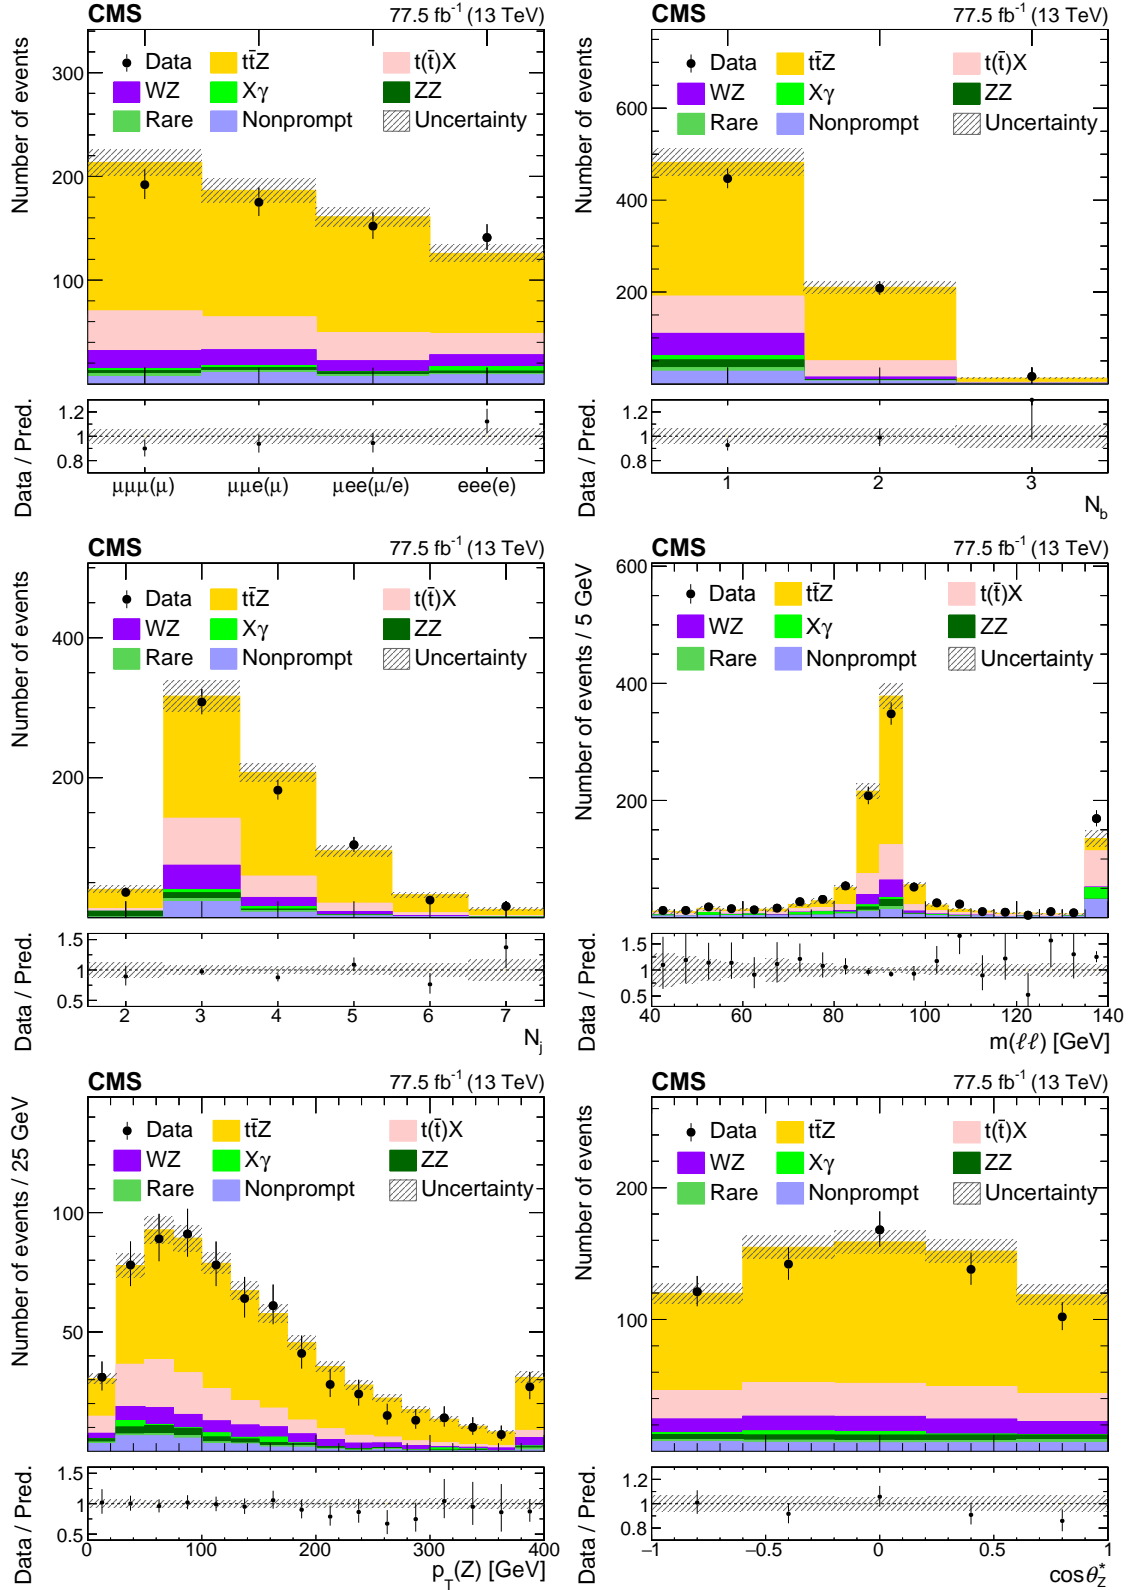 CMS 77.5 fb⁻¹ (13 TeV)
Number of events
Data tt̄Z t(t̄)X
WZ Xγ ZZ
Rare Nonprompt Uncertainty
300
200
100
Data / Pred.
1.2
1
0.8
μμμ(μ) μμe(μ) μee(μ/e) eee(e)
CMS 77.5 fb⁻¹ (13 TeV)
Number of events
Data tt̄Z t(t̄)X
WZ Xγ ZZ
Rare Nonprompt Uncertainty
600
400
200
Data / Pred.
1.2
1
0.8
1 2 3
N_b
CMS 77.5 fb⁻¹ (13 TeV)
Number of events
Data tt̄Z t(t̄)X
WZ Xγ ZZ
Rare Nonprompt Uncertainty
400
200
Data / Pred.
1.5
1
0.5
2 3 4 5 6 7
N_j
CMS 77.5 fb⁻¹ (13 TeV)
Number of events / 5 GeV
Data tt̄Z t(t̄)X
WZ Xγ ZZ
Rare Nonprompt Uncertainty
600
400
200
0
Data / Pred.
1.5
1
0.5
40 60 80 100 120 140
m(ℓℓ) [GeV]
CMS 77.5 fb⁻¹ (13 TeV)
Number of events / 25 GeV
Data tt̄Z t(t̄)X
WZ Xγ ZZ
Rare Nonprompt Uncertainty
100
50
Data / Pred.
1.5
1
0.5
0 100 200 300 400
p_T(Z) [GeV]
CMS 77.5 fb⁻¹ (13 TeV)
Number of events
Data tt̄Z t(t̄)X
WZ Xγ ZZ
Rare Nonprompt Uncertainty
200
100
Data / Pred.
1.2
1
0.8
−1 −0.5 0 0.5 1
cosθ*_Z